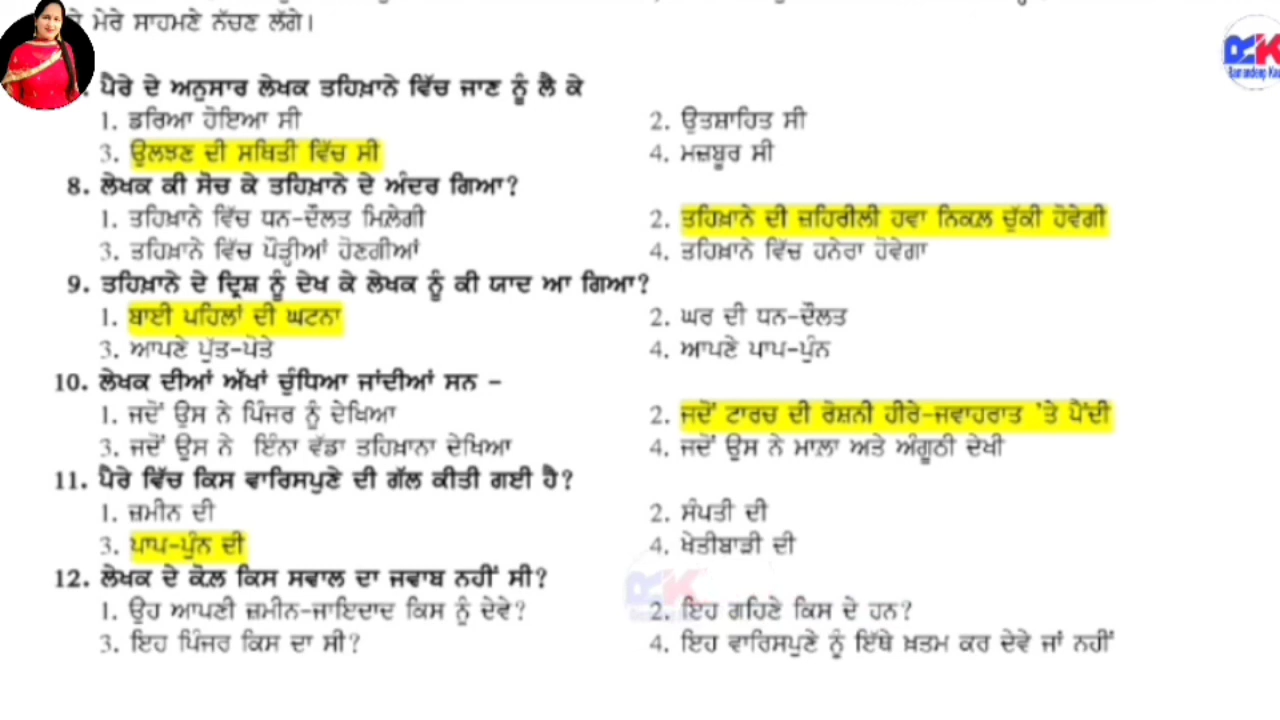 ਮੇਰੇ ਸਾਹਮਣੇ ਨੱਚਣ ਲੱਗੇ।
ਪੈਰੇ ਦੇ ਅਨੁਸਾਰ ਲੇਖਕ ਤਹਿਖ਼ਾਨੇ ਵਿੱਚ ਜਾਣ ਨੂੰ ਲੈ ਕੇ
1. ਡਰਿਆ ਹੋਇਆ ਸੀ 2. ਉਤਸ਼ਾਹਿਤ ਸੀ
3. ਉਲਝਣ ਦੀ ਸਥਿਤੀ ਵਿੱਚ ਸੀ 4. ਮਜ਼ਬੂਰ ਸੀ
8. ਲੇਖਕ ਕੀ ਸੋਚ ਕੇ ਤਹਿਖ਼ਾਨੇ ਦੇ ਅੰਦਰ ਗਿਆ?
1. ਤਹਿਖ਼ਾਨੇ ਵਿੱਚ ਧਨ-ਦੌਲਤ ਮਿਲੇਗੀ 2. ਤਹਿਖ਼ਾਨੇ ਦੀ ਜ਼ਹਿਰੀਲੀ ਹਵਾ ਨਿਕਲ ਚੁੱਕੀ ਹੋਵੇਗੀ
3. ਤਹਿਖ਼ਾਨੇ ਵਿੱਚ ਪੌੜ੍ਹੀਆਂ ਹੋਣਗੀਆਂ 4. ਤਹਿਖ਼ਾਨੇ ਵਿੱਚ ਹਨੇਰਾ ਹੋਵੇਗਾ
9. ਤਹਿਖ਼ਾਨੇ ਦੇ ਦ੍ਰਿਸ਼ ਨੂੰ ਦੇਖ ਕੇ ਲੇਖਕ ਨੂੰ ਕੀ ਯਾਦ ਆ ਗਿਆ?
1. ਬਾਈ ਪਹਿਲਾਂ ਦੀ ਘਟਨਾ 2. ਘਰ ਦੀ ਧਨ-ਦੌਲਤ
3. ਆਪਣੇ ਪੁੱਤ-ਪੋਤੇ 4. ਆਪਣੇ ਪਾਪ-ਪੁੰਨ
10. ਲੇਖਕ ਦੀਆਂ ਅੱਖਾਂ ਚੁੰਧਿਆ ਜਾਂਦੀਆਂ ਸਨ -
1. ਜਦੋਂ ਉਸ ਨੇ ਪਿੰਜਰ ਨੂੰ ਦੇਖਿਆ 2. ਜਦੋਂ ਟਾਰਚ ਦੀ ਰੋਸ਼ਨੀ ਹੀਰੇ-ਜਵਾਹਰਾਤ 'ਤੇ ਪੈਂਦੀ
3. ਜਦੋਂ ਉਸ ਨੇ ਇੰਨਾ ਵੱਡਾ ਤਹਿਖ਼ਾਨਾ ਦੇਖਿਆ 4. ਜਦੋਂ ਉਸ ਨੇ ਮਾਲਾ ਅਤੇ ਅੰਗੂਠੀ ਦੇਖੀ
11. ਪੈਰੇ ਵਿੱਚ ਕਿਸ ਵਾਰਿਸਪੁਣੇ ਦੀ ਗੱਲ ਕੀਤੀ ਗਈ ਹੈ?
1. ਜ਼ਮੀਨ ਦੀ 2. ਸੰਪਤੀ ਦੀ
3. ਪਾਪ-ਪੁੰਨ ਦੀ 4. ਖੇਤੀਬਾੜੀ ਦੀ
12. ਲੇਖਕ ਦੇ ਕੋਲ ਕਿਸ ਸਵਾਲ ਦਾ ਜਵਾਬ ਨਹੀਂ ਸੀ?
1. ਉਹ ਆਪਣੀ ਜ਼ਮੀਨ-ਜਾਇਦਾਦ ਕਿਸ ਨੂੰ ਦੇਵੇ? 2. ਇਹ ਗਹਿਣੇ ਕਿਸ ਦੇ ਹਨ?
3. ਇਹ ਪਿੰਜਰ ਕਿਸ ਦਾ ਸੀ? 4. ਇਹ ਵਾਰਿਸਪੁਣੇ ਨੂੰ ਇੱਥੇ ਖ਼ਤਮ ਕਰ ਦੇਵੇ ਜਾਂ ਨਹੀਂ